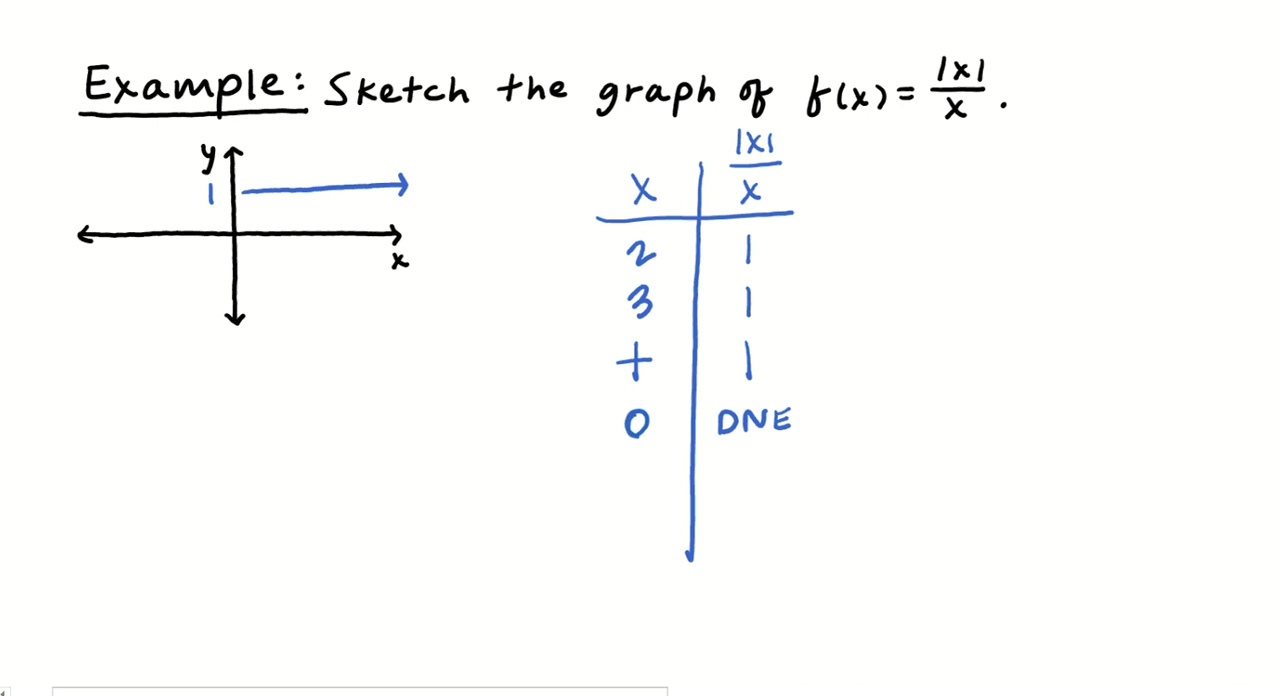 Example: Sketch the graph of f(x) = |x|/x.
y
1
x
x |x|/x
2 1
3 1
+ 1
0 DNE